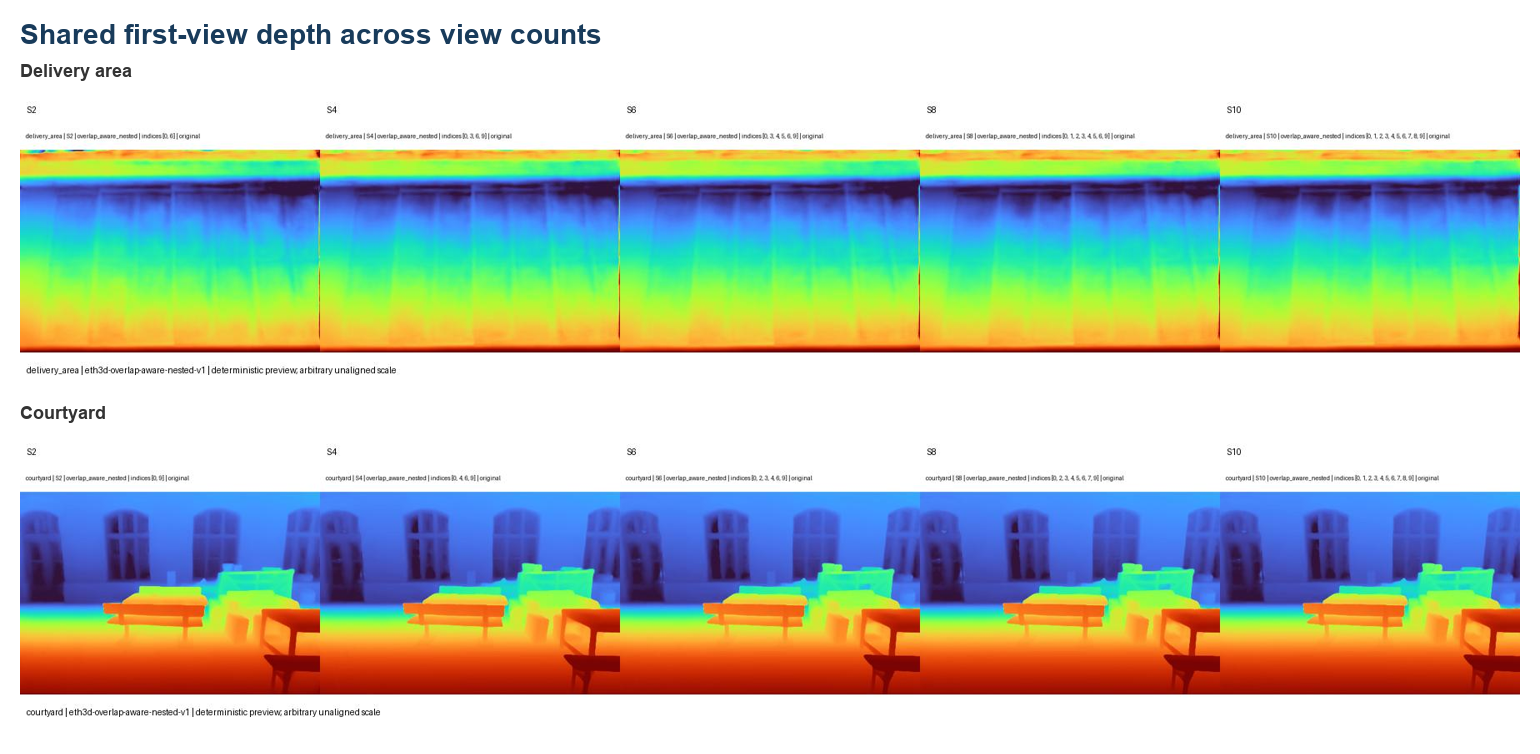 Shared first-view depth across view counts
Delivery area
S2 S4 S6 S8 S10
delivery_area | S2 | overlap_aware_nested | indices [0, 6] | original delivery_area | S4 | overlap_aware_nested | indices [0, 3, 6, 9] | original delivery_area | S6 | overlap_aware_nested | indices [0, 3, 4, 5, 6, 9] | original delivery_area | S8 | overlap_aware_nested | indices [0, 1, 2, 3, 4, 5, 6, 9] | original delivery_area | S10 | overlap_aware_nested | indices [0, 1, 2, 3, 4, 5, 6, 7, 8, 9] | original
delivery_area | eth3d-overlap-aware-nested-v1 | deterministic preview; arbitrary unaligned scale
Courtyard
S2 S4 S6 S8 S10
courtyard | S2 | overlap_aware_nested | indices [0, 9] | original courtyard | S4 | overlap_aware_nested | indices [0, 4, 6, 9] | original courtyard | S6 | overlap_aware_nested | indices [0, 2, 3, 4, 6, 9] | original courtyard | S8 | overlap_aware_nested | indices [0, 2, 3, 4, 5, 6, 7, 9] | original courtyard | S10 | overlap_aware_nested | indices [0, 1, 2, 3, 4, 5, 6, 7, 8, 9] | original
courtyard | eth3d-overlap-aware-nested-v1 | deterministic preview; arbitrary unaligned scale